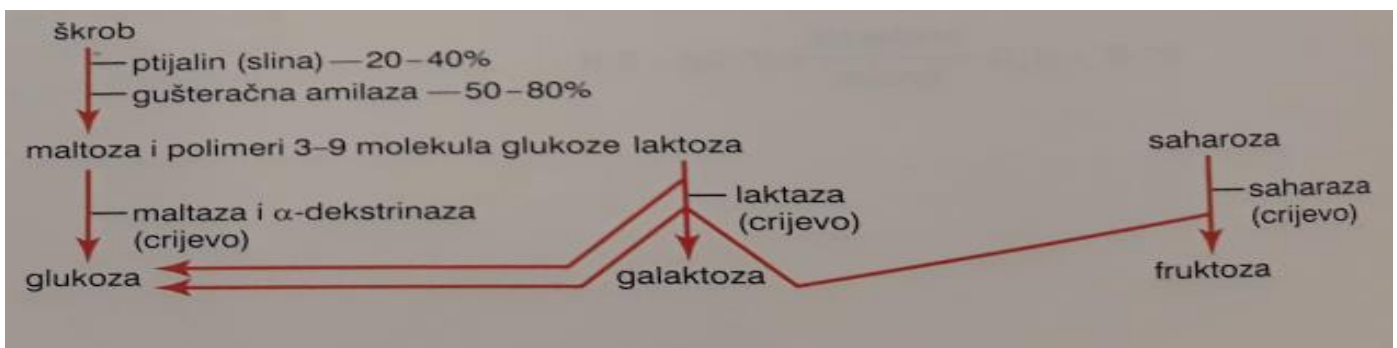 škrob
ptijalin (slina) — 20–40%
gušteračna amilaza — 50–80%
maltoza i polimeri 3–9 molekula glukoze laktoza
saharoza
maltaza i α-dekstrinaza
(crijevo)
laktaza
(crijevo)
saharaza
(crijevo)
glukoza
galaktoza
fruktoza